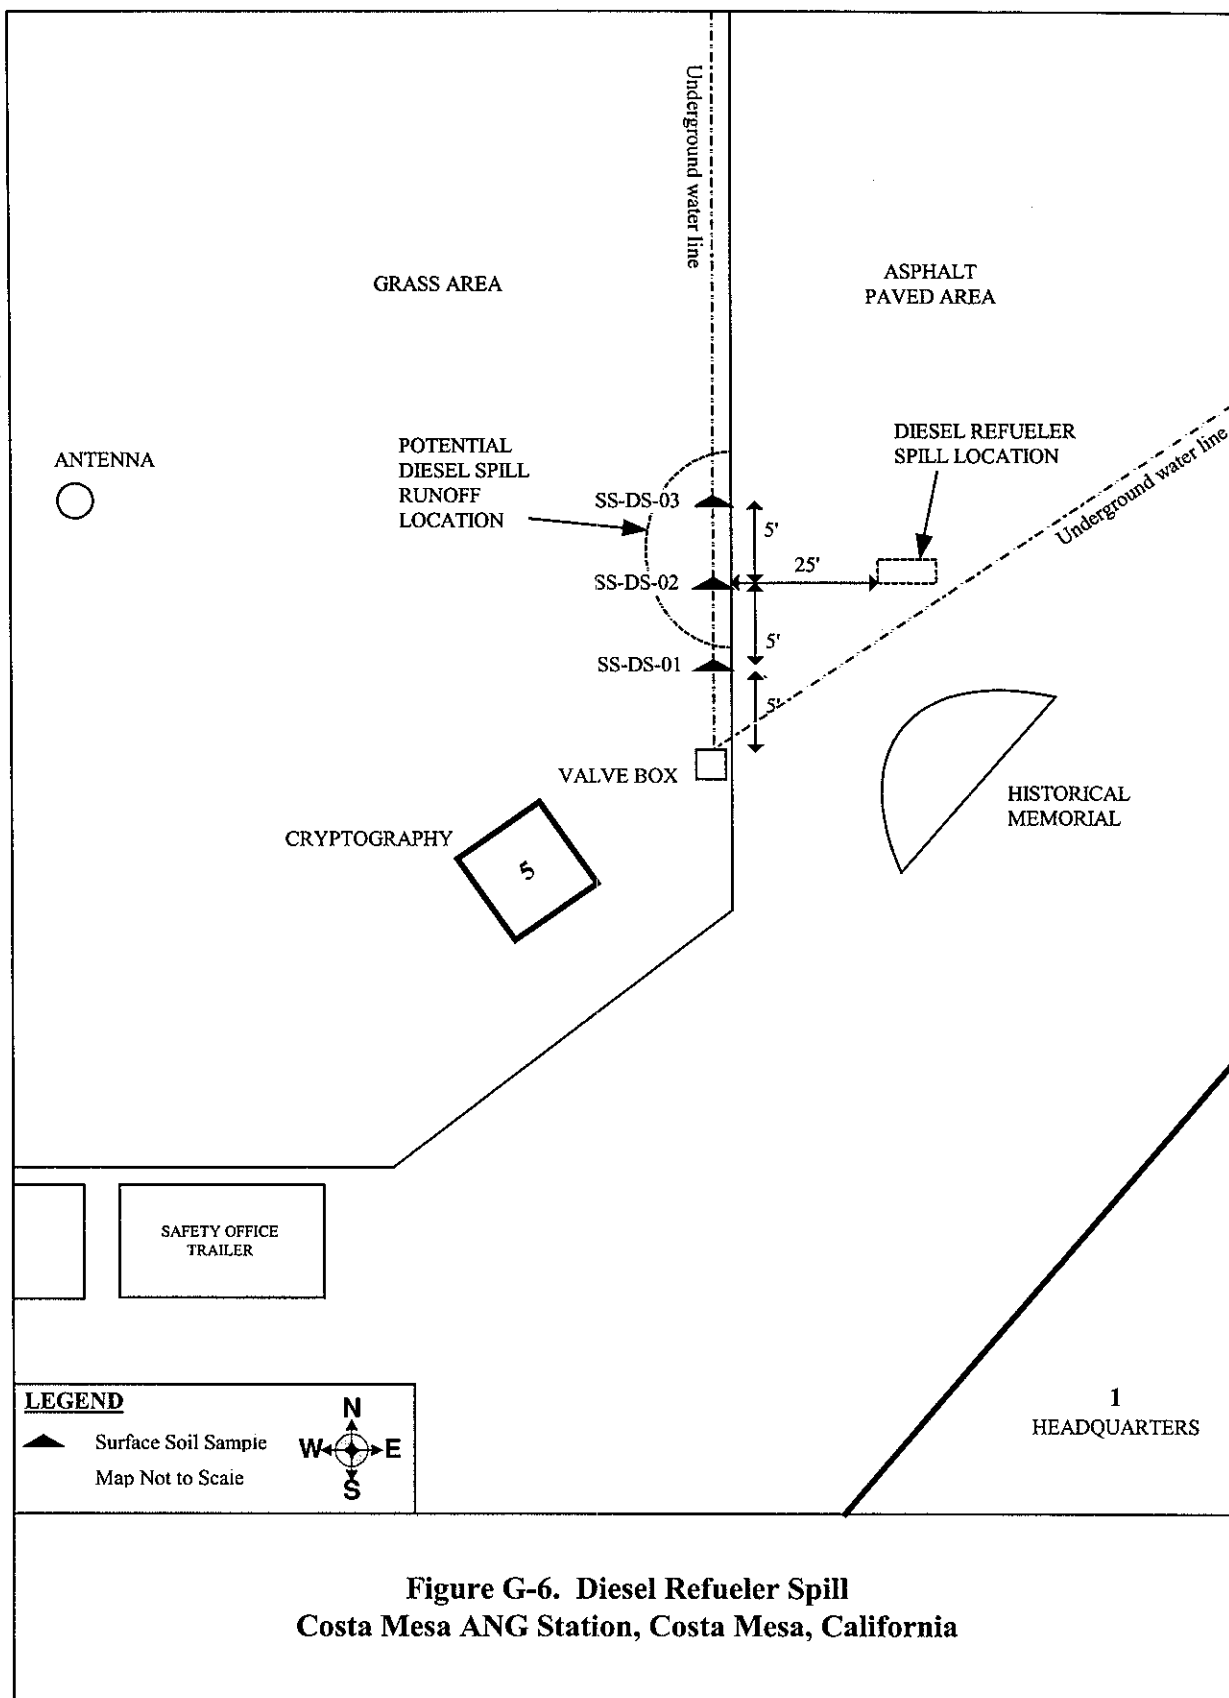 Underground water line
GRASS AREA
ASPHALT
PAVED AREA
ANTENNA
POTENTIAL
DIESEL SPILL
RUNOFF
LOCATION
DIESEL REFUELER
SPILL LOCATION
Underground water line
SS-DS-03
5'
SS-DS-02
25'
5'
SS-DS-01
5'
VALVE BOX
CRYPTOGRAPHY
5
HISTORICAL
MEMORIAL
SAFETY OFFICE
TRAILER
LEGEND
Surface Soil Sample
Map Not to Scale
N
W
E
S
1
HEADQUARTERS
Figure G-6. Diesel Refueler Spill
Costa Mesa ANG Station, Costa Mesa, California